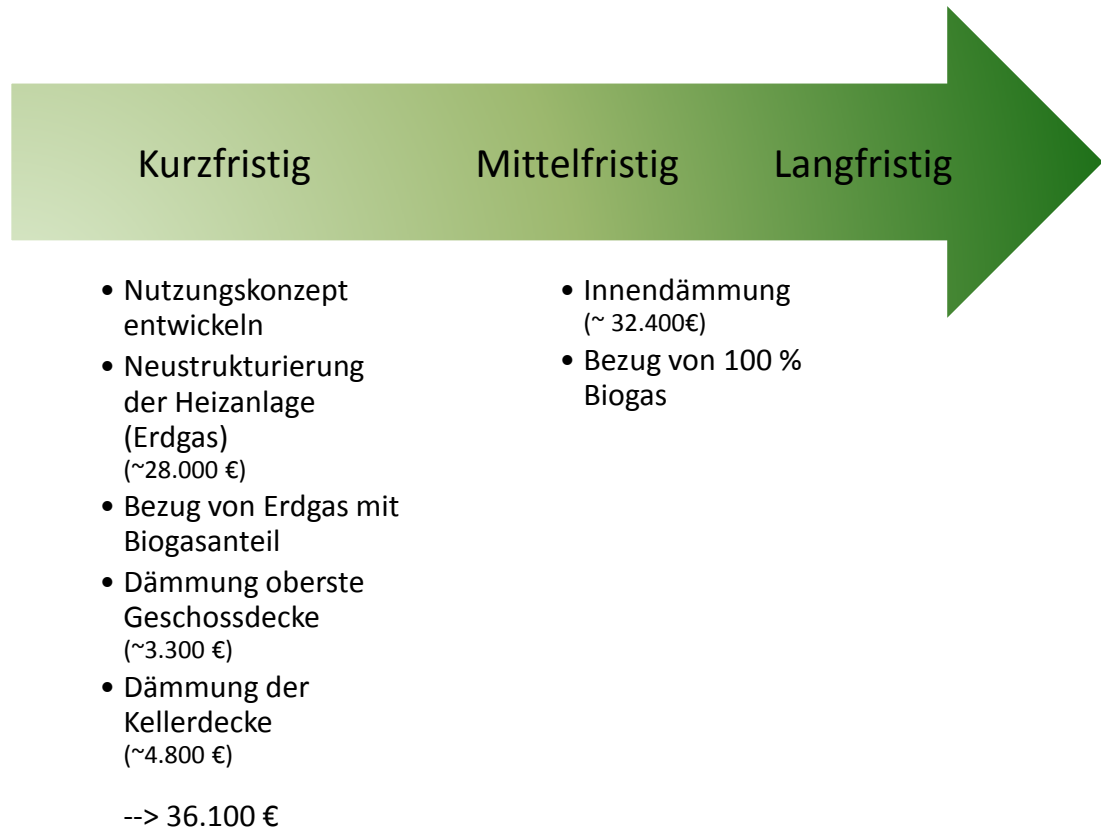 Kurzfristig Mittelfristig Langfristig
• Nutzungskonzept
entwickeln
• Neustrukturierung
der Heizanlage
(Erdgas)
(~28.000 €)
• Bezug von Erdgas mit
Biogasanteil
• Dämmung oberste
Geschossdecke
(~3.300 €)
• Dämmung der
Kellerdecke
(~4.800 €)
--> 36.100 €
• Innendämmung
(~ 32.400€)
• Bezug von 100 %
Biogas